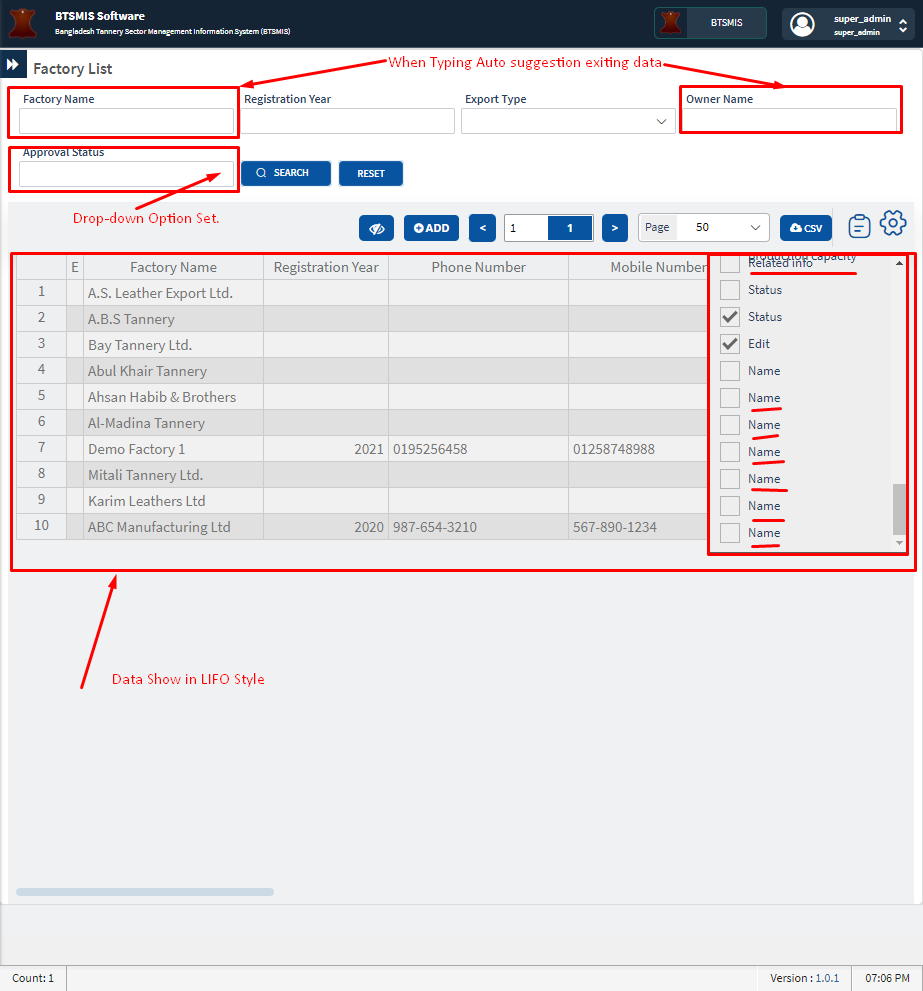 BTSMIS Software
Bangladesh Tannery Sector Management Information System (BTSMIS)
BTSMIS
super_admin
super_admin
Factory List
When Typing Auto suggestion exiting data
Factory Name
Registration Year
Export Type
Owner Name
Approval Status
SEARCH
RESET
Drop-down Option Set.
ADD
<
1
1
>
Page
50
CSV
E Factory Name Registration Year Phone Number Mobile Number
1 A.S. Leather Export Ltd.
2 A.B.S Tannery
3 Bay Tannery Ltd.
4 Abul Khair Tannery
5 Ahsan Habib & Brothers
6 Al-Madina Tannery
7 Demo Factory 1 2021 0195256458 01258748988
8 Mitali Tannery Ltd.
9 Karim Leathers Ltd
10 ABC Manufacturing Ltd 2020 987-654-3210 567-890-1234
production capacity
Related info
Status
Status
Edit
Name
Name
Name
Name
Name
Name
Name
Data Show in LIFO Style
Count: 1
Version : 1.0.1
07:06 PM